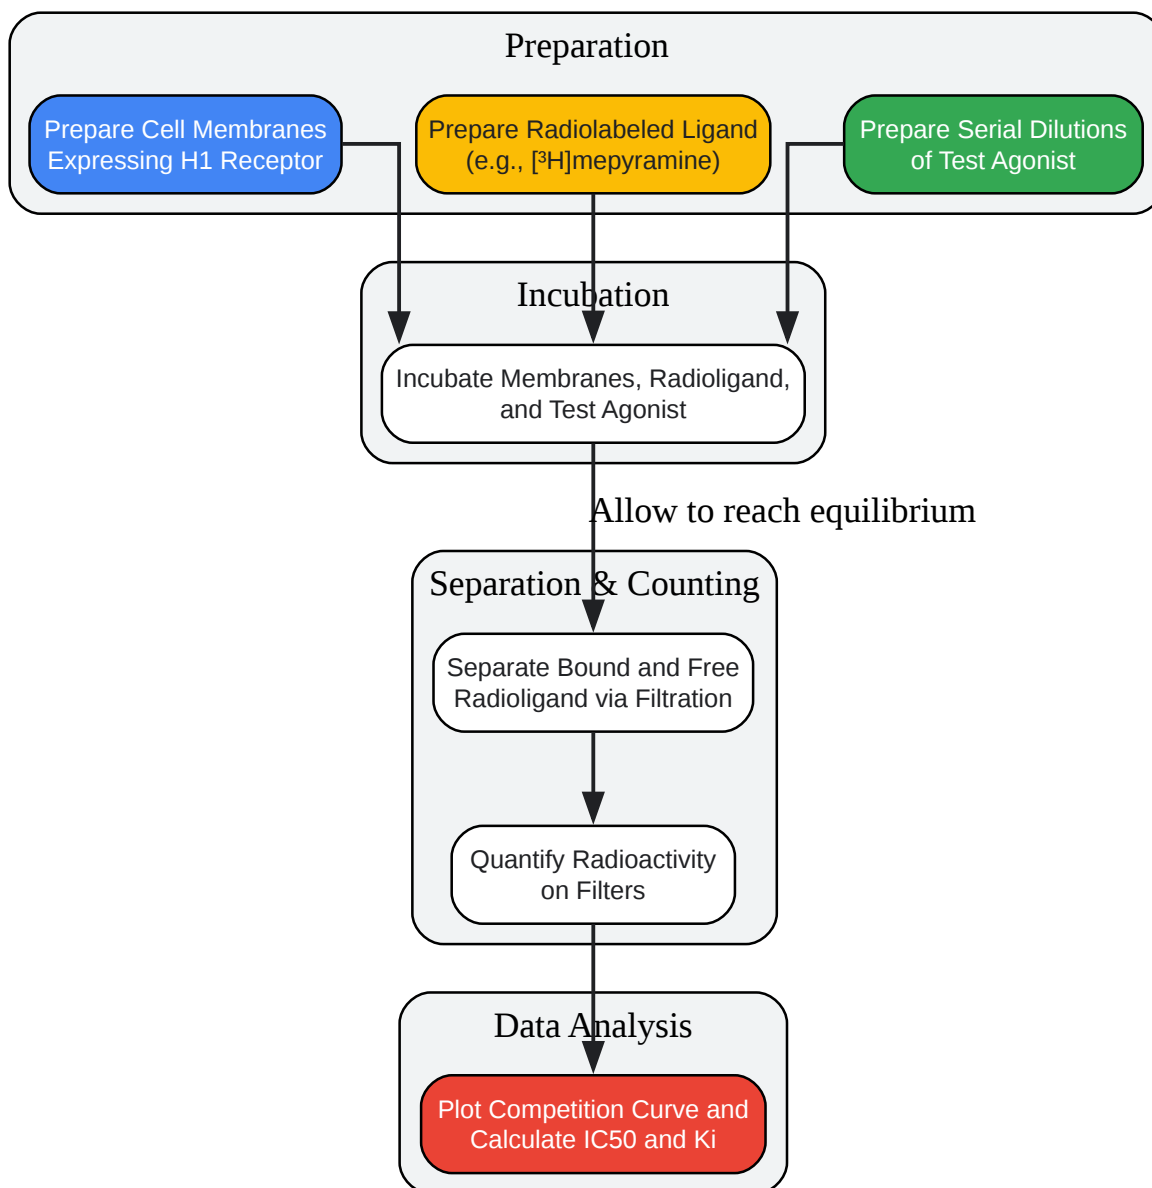 Preparation
Prepare Cell Membranes
Expressing H1 Receptor
Prepare Radiolabeled Ligand
(e.g., [³H]mepyramine)
Prepare Serial Dilutions
of Test Agonist
Incubation
Incubate Membranes, Radioligand,
and Test Agonist
Allow to reach equilibrium
Separation & Counting
Separate Bound and Free
Radioligand via Filtration
Quantify Radioactivity
on Filters
Data Analysis
Plot Competition Curve and
Calculate IC50 and Ki